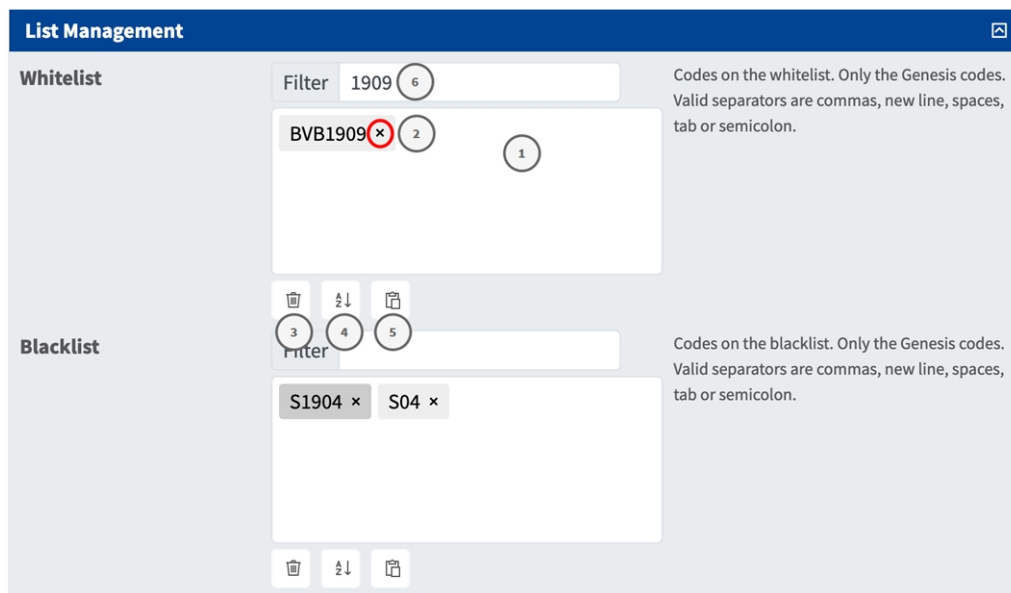 List Management
Whitelist
Filter 1909 6
Codes on the whitelist. Only the Genesis codes.
Valid separators are commas, new line, spaces,
tab or semicolon.
BVB1909 × 2
1
3 4 5
Blacklist
Filter
Codes on the blacklist. Only the Genesis codes.
Valid separators are commas, new line, spaces,
tab or semicolon.
S1904 × S04 ×